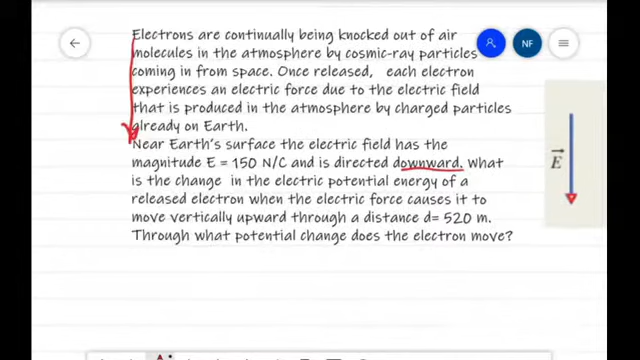 Electrons are continually being knocked out of air
molecules in the atmosphere by cosmic-ray particles
coming in from space. Once released, each electron
experiences an electric force due to the electric field
that is produced in the atmosphere by charged particles
already on Earth.
Near Earth's surface the electric field has the
magnitude E = 150 N/C and is directed downward. What
is the change in the electric potential energy of a
released electron when the electric force causes it to
move vertically upward through a distance d= 520 m.
Through what potential change does the electron move?
NF
E